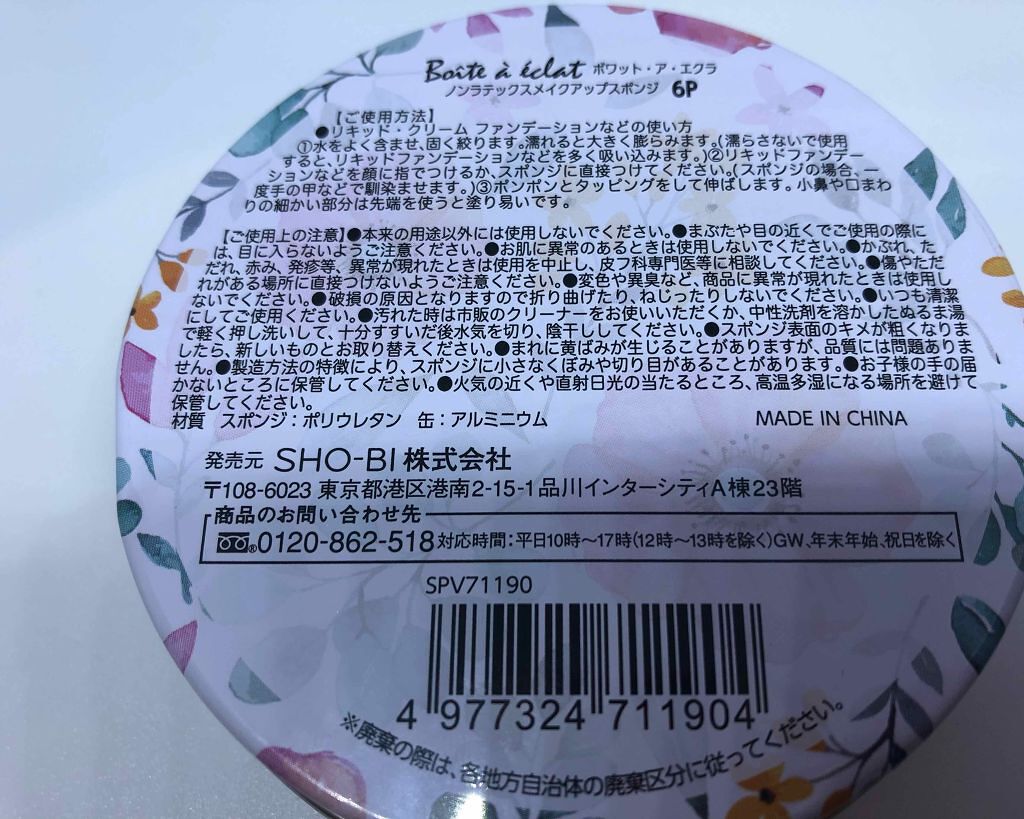 Boîte à éclat ボワット・ア・エクラ
ノンラテックスメイクアップスポンジ 6P
【ご使用方法】
●リキッド・クリーム ファンデーションなどの使い方
①水をよく含ませ、固く絞ります。濡れると大きく膨らみます。(濡らさないで使用
すると、リキッドファンデーションなどを多く吸い込みます。)②リキッドファンデー
ションなどを顔に指でつけるか、スポンジに直接つけてください。(スポンジの場合、一
度手の甲などで馴染ませます。)③ポンポンとタッピングをして伸ばします。小鼻や口まわ
りの細かい部分は先端を使うと塗り易いです。
【ご使用上の注意】●本来の用途以外には使用しないでください。●まぶたや目の近くでご使用の際に
は、目に入らないようご注意ください。●お肌に異常のあるときは使用しないでください。●かぶれ、た
だれ、赤み、発疹等、異常が現れたときは使用を中止し、皮フ科専門医等に相談してください。●傷やただ
れがある場所に直接つけないようご注意ください。●変色や異臭など、商品に異常が現れたときは使用し
ないでください。●破損の原因となりますので折り曲げたり、ねじったりしないでください。●いつも清潔
にしてご使用ください。●汚れた時は市販のクリーナーをお使いいただくか、中性洗剤を溶かしたぬるま湯
で軽く押し洗いして、十分すすいだ後水気を切り、陰干ししてください。●スポンジ表面のキメが粗くなりま
したら、新しいものとお取り替えください。●まれに黄ばみが生じることがありますが、品質には問題ありま
せん。●製造方法の特徴により、スポンジに小さなくぼみや切り目があることがあります。●お子様の手の届
かないところに保管してください。●火気の近くや直射日光の当たるところ、高温多湿になる場所を避けて
保管してください。
材質 スポンジ：ポリウレタン 缶：アルミニウム MADE IN CHINA
発売元 SHO-BI株式会社
〒108-6023 東京都港区港南2-15-1品川インターシティA棟23階
商品のお問い合わせ先
0120-862-518対応時間：平日10時～17時(12時～13時を除く)GW、年末年始、祝日を除く
SPV71190
4 977324 711904
※廃棄の際は、各地方自治体の廃棄区分に従ってください。